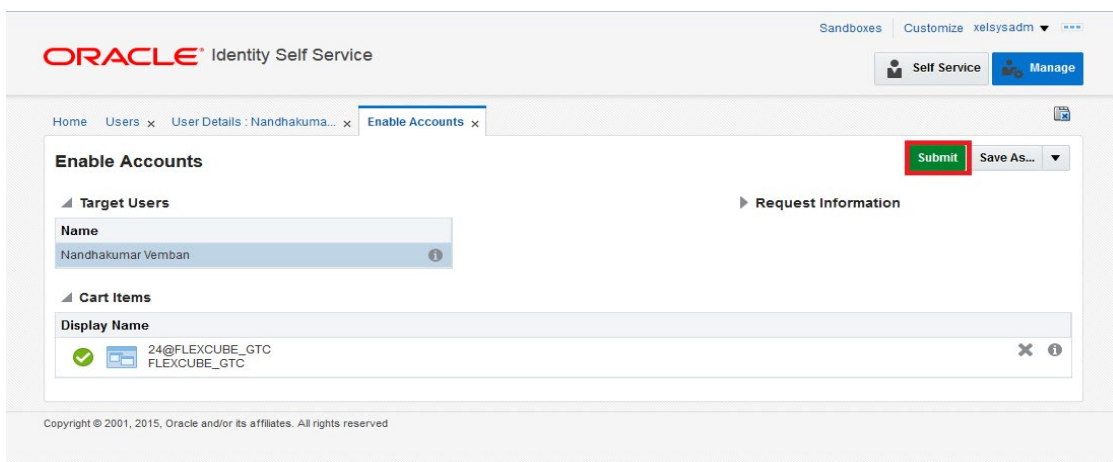 Sandboxes Customize xelsysadm
ORACLE Identity Self Service
Self Service Manage
Home Users x User Details : Nandhakuma... x Enable Accounts x
Enable Accounts
Submit Save As...
Target Users
Request Information
Name
Nandhakumar Vemban
Cart Items
Display Name
24@FLEXCUBE_GTC
FLEXCUBE_GTC
Copyright © 2001, 2015, Oracle and/or its affiliates. All rights reserved